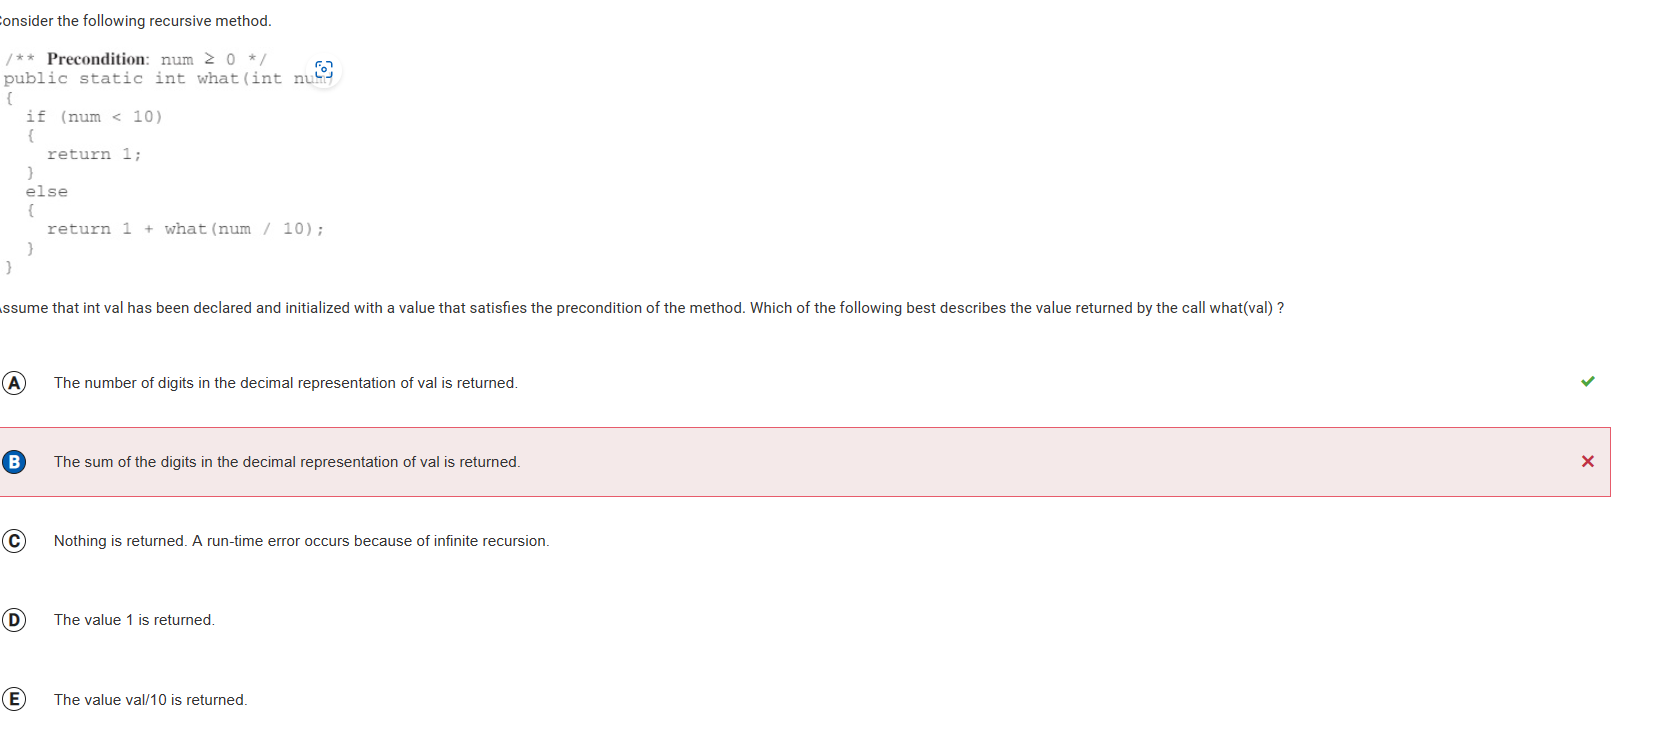 onsider the following recursive method.
/** Precondition: num ≥ 0 */
public static int what(int num)
{
if (num < 10)
{
return 1;
}
else
{
return 1 + what(num / 10);
}
}
ssume that int val has been declared and initialized with a value that satisfies the precondition of the method. Which of the following best describes the value returned by the call what(val) ?
A The number of digits in the decimal representation of val is returned.
B The sum of the digits in the decimal representation of val is returned.
C Nothing is returned. A run-time error occurs because of infinite recursion.
D The value 1 is returned.
E The value val/10 is returned.